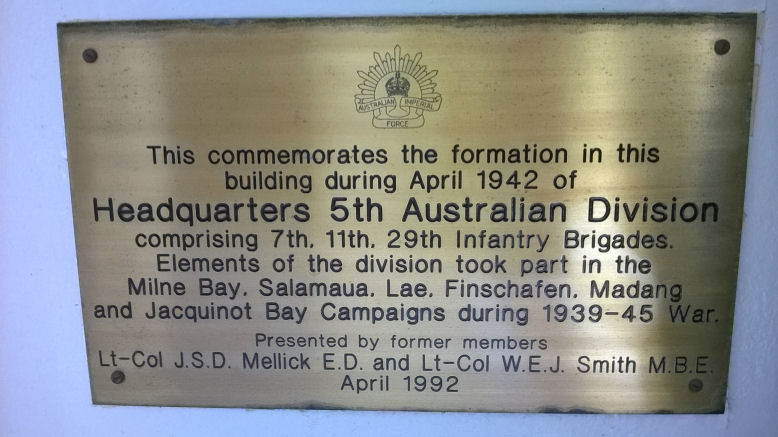 AUSTRALIAN IMPERIAL
FORCE
This commemorates the formation in this
building during April 1942 of
Headquarters 5th Australian Division
comprising 7th, 11th, 29th Infantry Brigades.
Elements of the division took part in the
Milne Bay, Salamaua, Lae, Finschafen, Madang
and Jacquinot Bay Campaigns during 1939-45 War.
Presented by former members
Lt-Col J.S.D. Mellick E.D. and Lt-Col W.E.J. Smith M.B.E.
April 1992